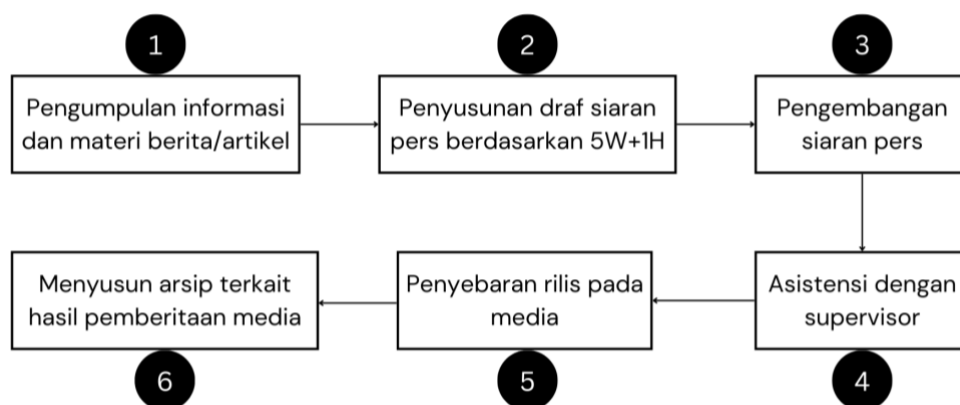 1
Pengumpulan informasi
dan materi berita/artikel
2
Penyusunan draf siaran
pers berdasarkan 5W+1H
3
Pengembangan
siaran pers
Asistensi dengan
supervisor
4
Penyebaran rilis pada
media
5
Menyusun arsip terkait
hasil pemberitaan media
6